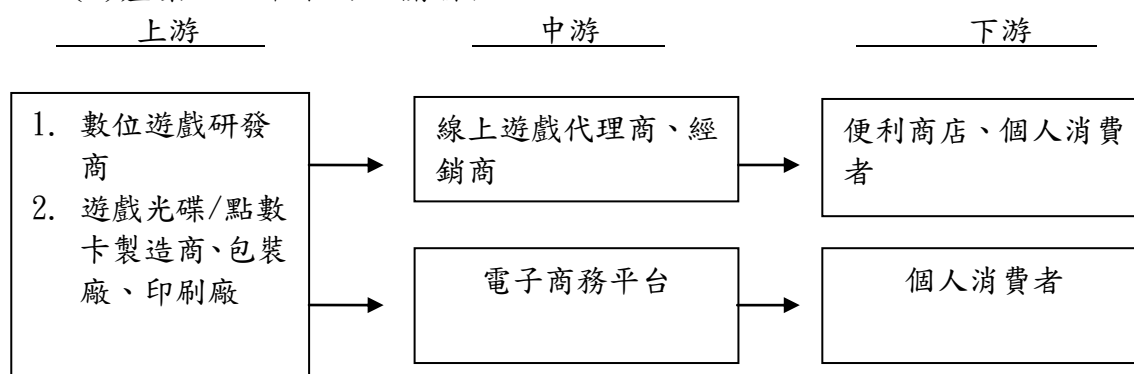 上游
中游
下游
1. 數位遊戲研發
商
2. 遊戲光碟/點數
卡製造商、包裝
廠、印刷廠
線上遊戲代理商、經
銷商
便利商店、個人消費
者
電子商務平台
個人消費者